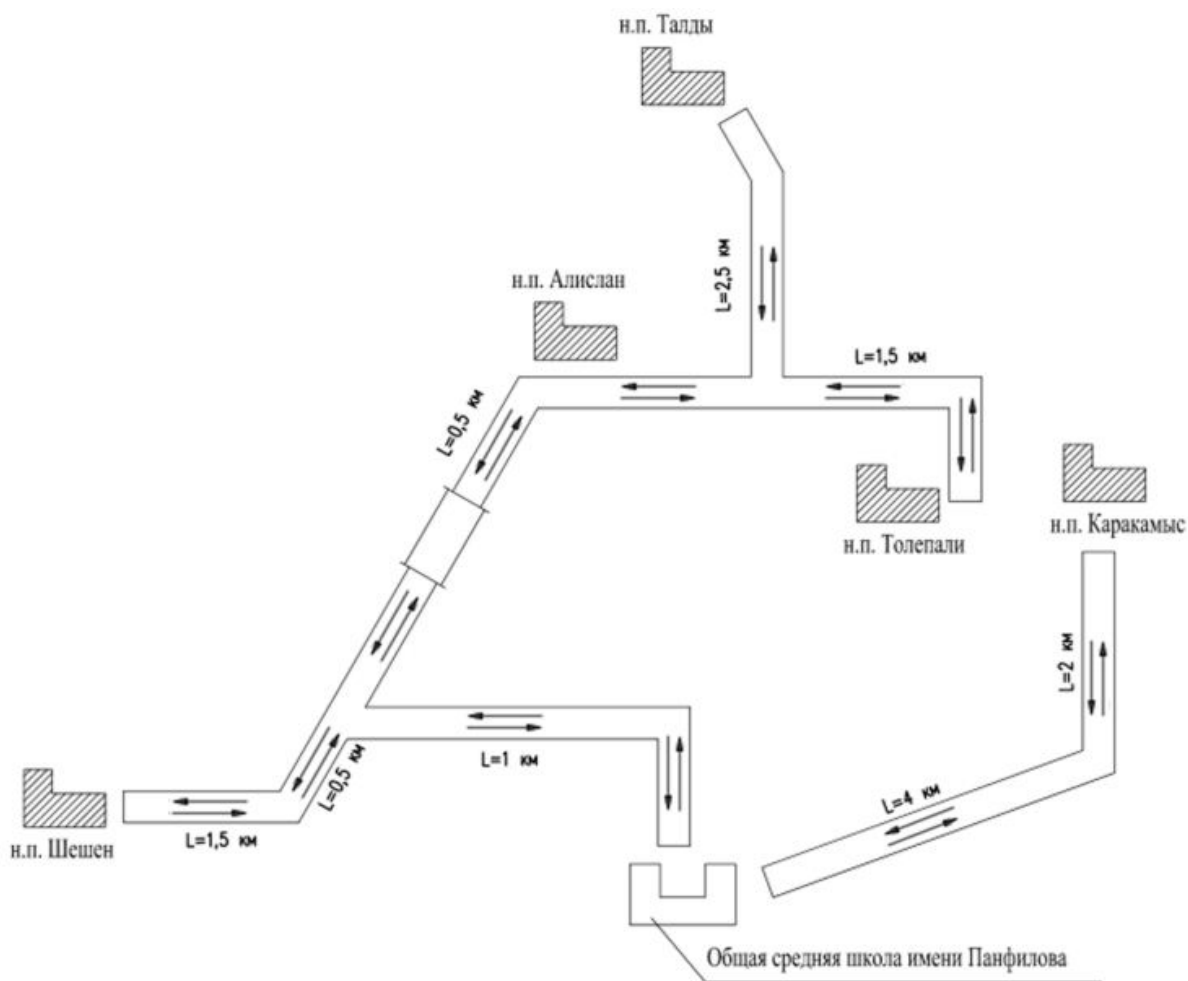 н.п. Талды
L=2,5 км
н.п. Алислан
L=1,5 км
L=0,5 км
н.п. Толепали
н.п. Каракамыс
L=2 км
L=1 км
L=0,5 км
L=4 км
L=1,5 км
н.п. Шешен
Общая средняя школа имени Панфилова